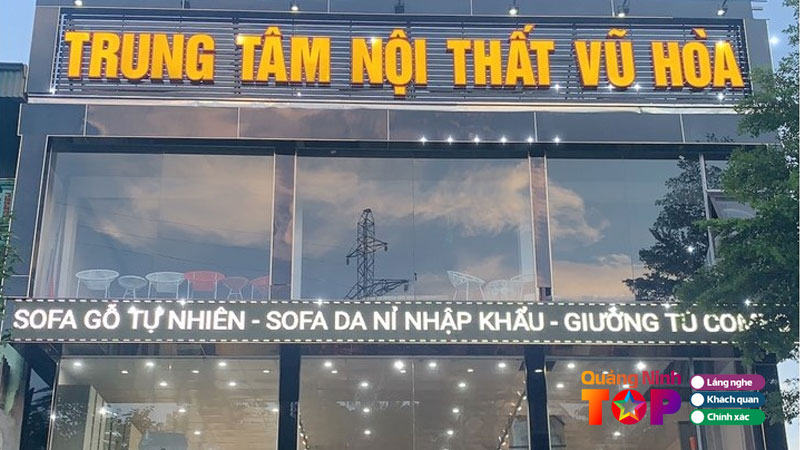 TRUNG TÂM NỘI THẤT VŨ HÒA
SOFA GỖ TỰ NHIÊN - SOFA DA NỈ NHẬP KHẨU - GIƯỜNG TỦ
Quảng Ninh
TOP
Lắng nghe
Khách quan
Chính xác